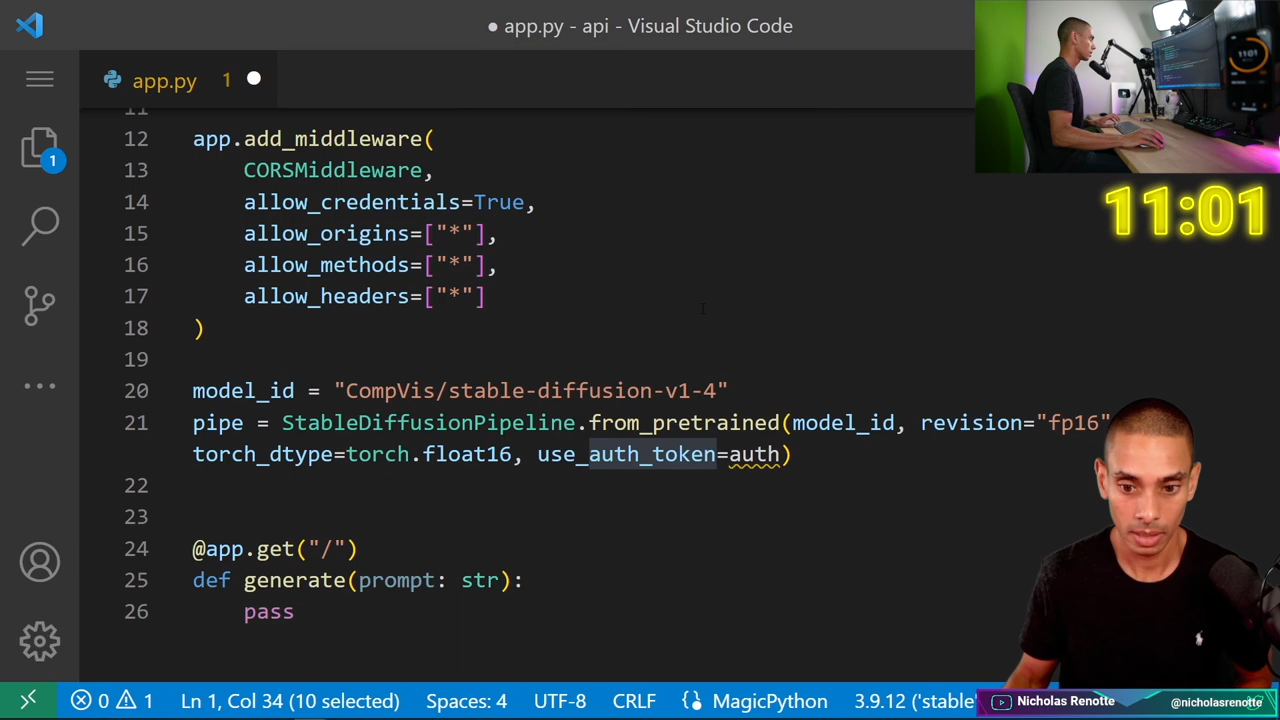 ● app.py - api - Visual Studio Code
app.py 1
11:01
11
12 app.add_middleware(
13 CORSMiddleware,
14 allow_credentials=True,
15 allow_origins=["*"],
16 allow_methods=["*"],
17 allow_headers=["*"]
18 )
19
20 model_id = "CompVis/stable-diffusion-v1-4"
21 pipe = StableDiffusionPipeline.from_pretrained(model_id, revision="fp16"
torch_dtype=torch.float16, use_auth_token=auth)
22
23
24 @app.get("/")
25 def generate(prompt: str):
26 pass
1
0 1 Ln 1, Col 34 (10 selected) Spaces: 4 UTF-8 CRLF MagicPython 3.9.12 ('stable'
Nicholas Renotte @nicholasrenotte